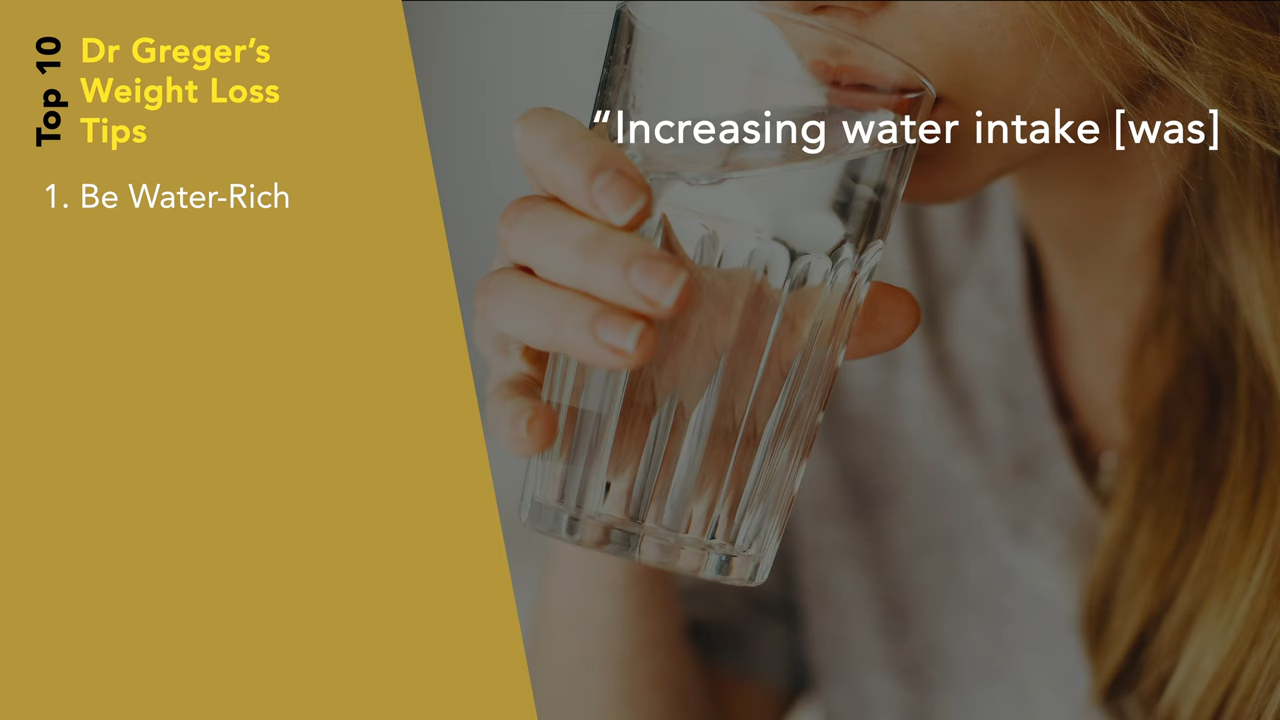 Top 10
Dr Greger’s
Weight Loss
Tips
1. Be Water-Rich
“Increasing water intake [was]